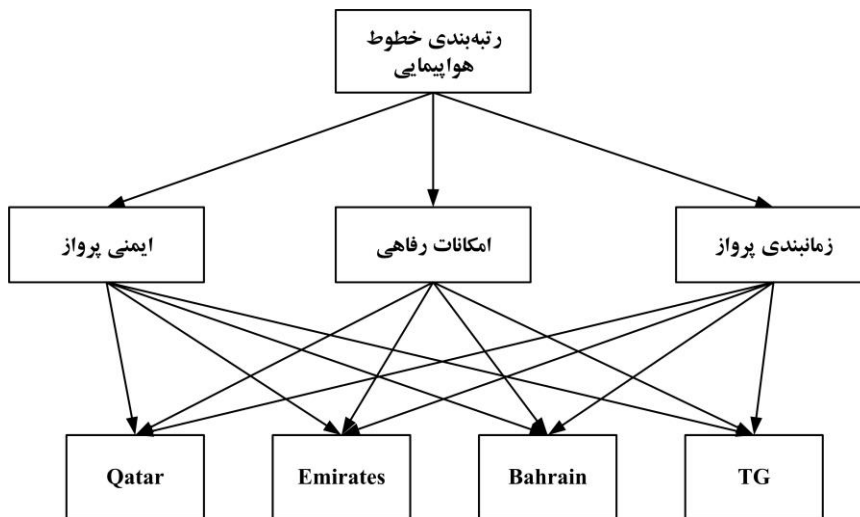 رتبه‌بندی خطوط
هواپیمایی
زمانبندی پرواز
امکانات رفاهی
ایمنی پرواز
Qatar
Emirates
Bahrain
TG